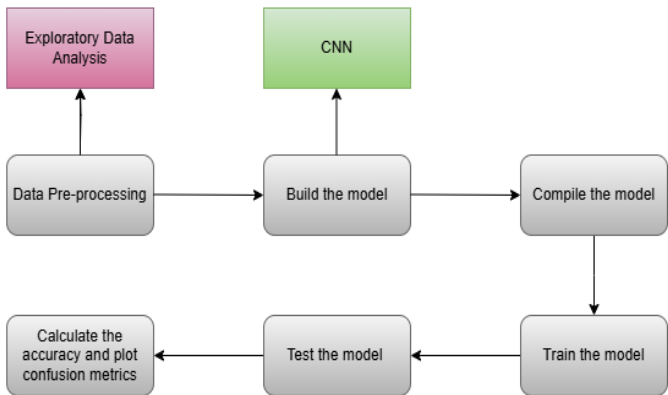 Exploratory Data
Analysis
CNN
Data Pre-processing
Build the model
Compile the model
Calculate the
accuracy and plot
confusion metrics
Test the model
Train the model